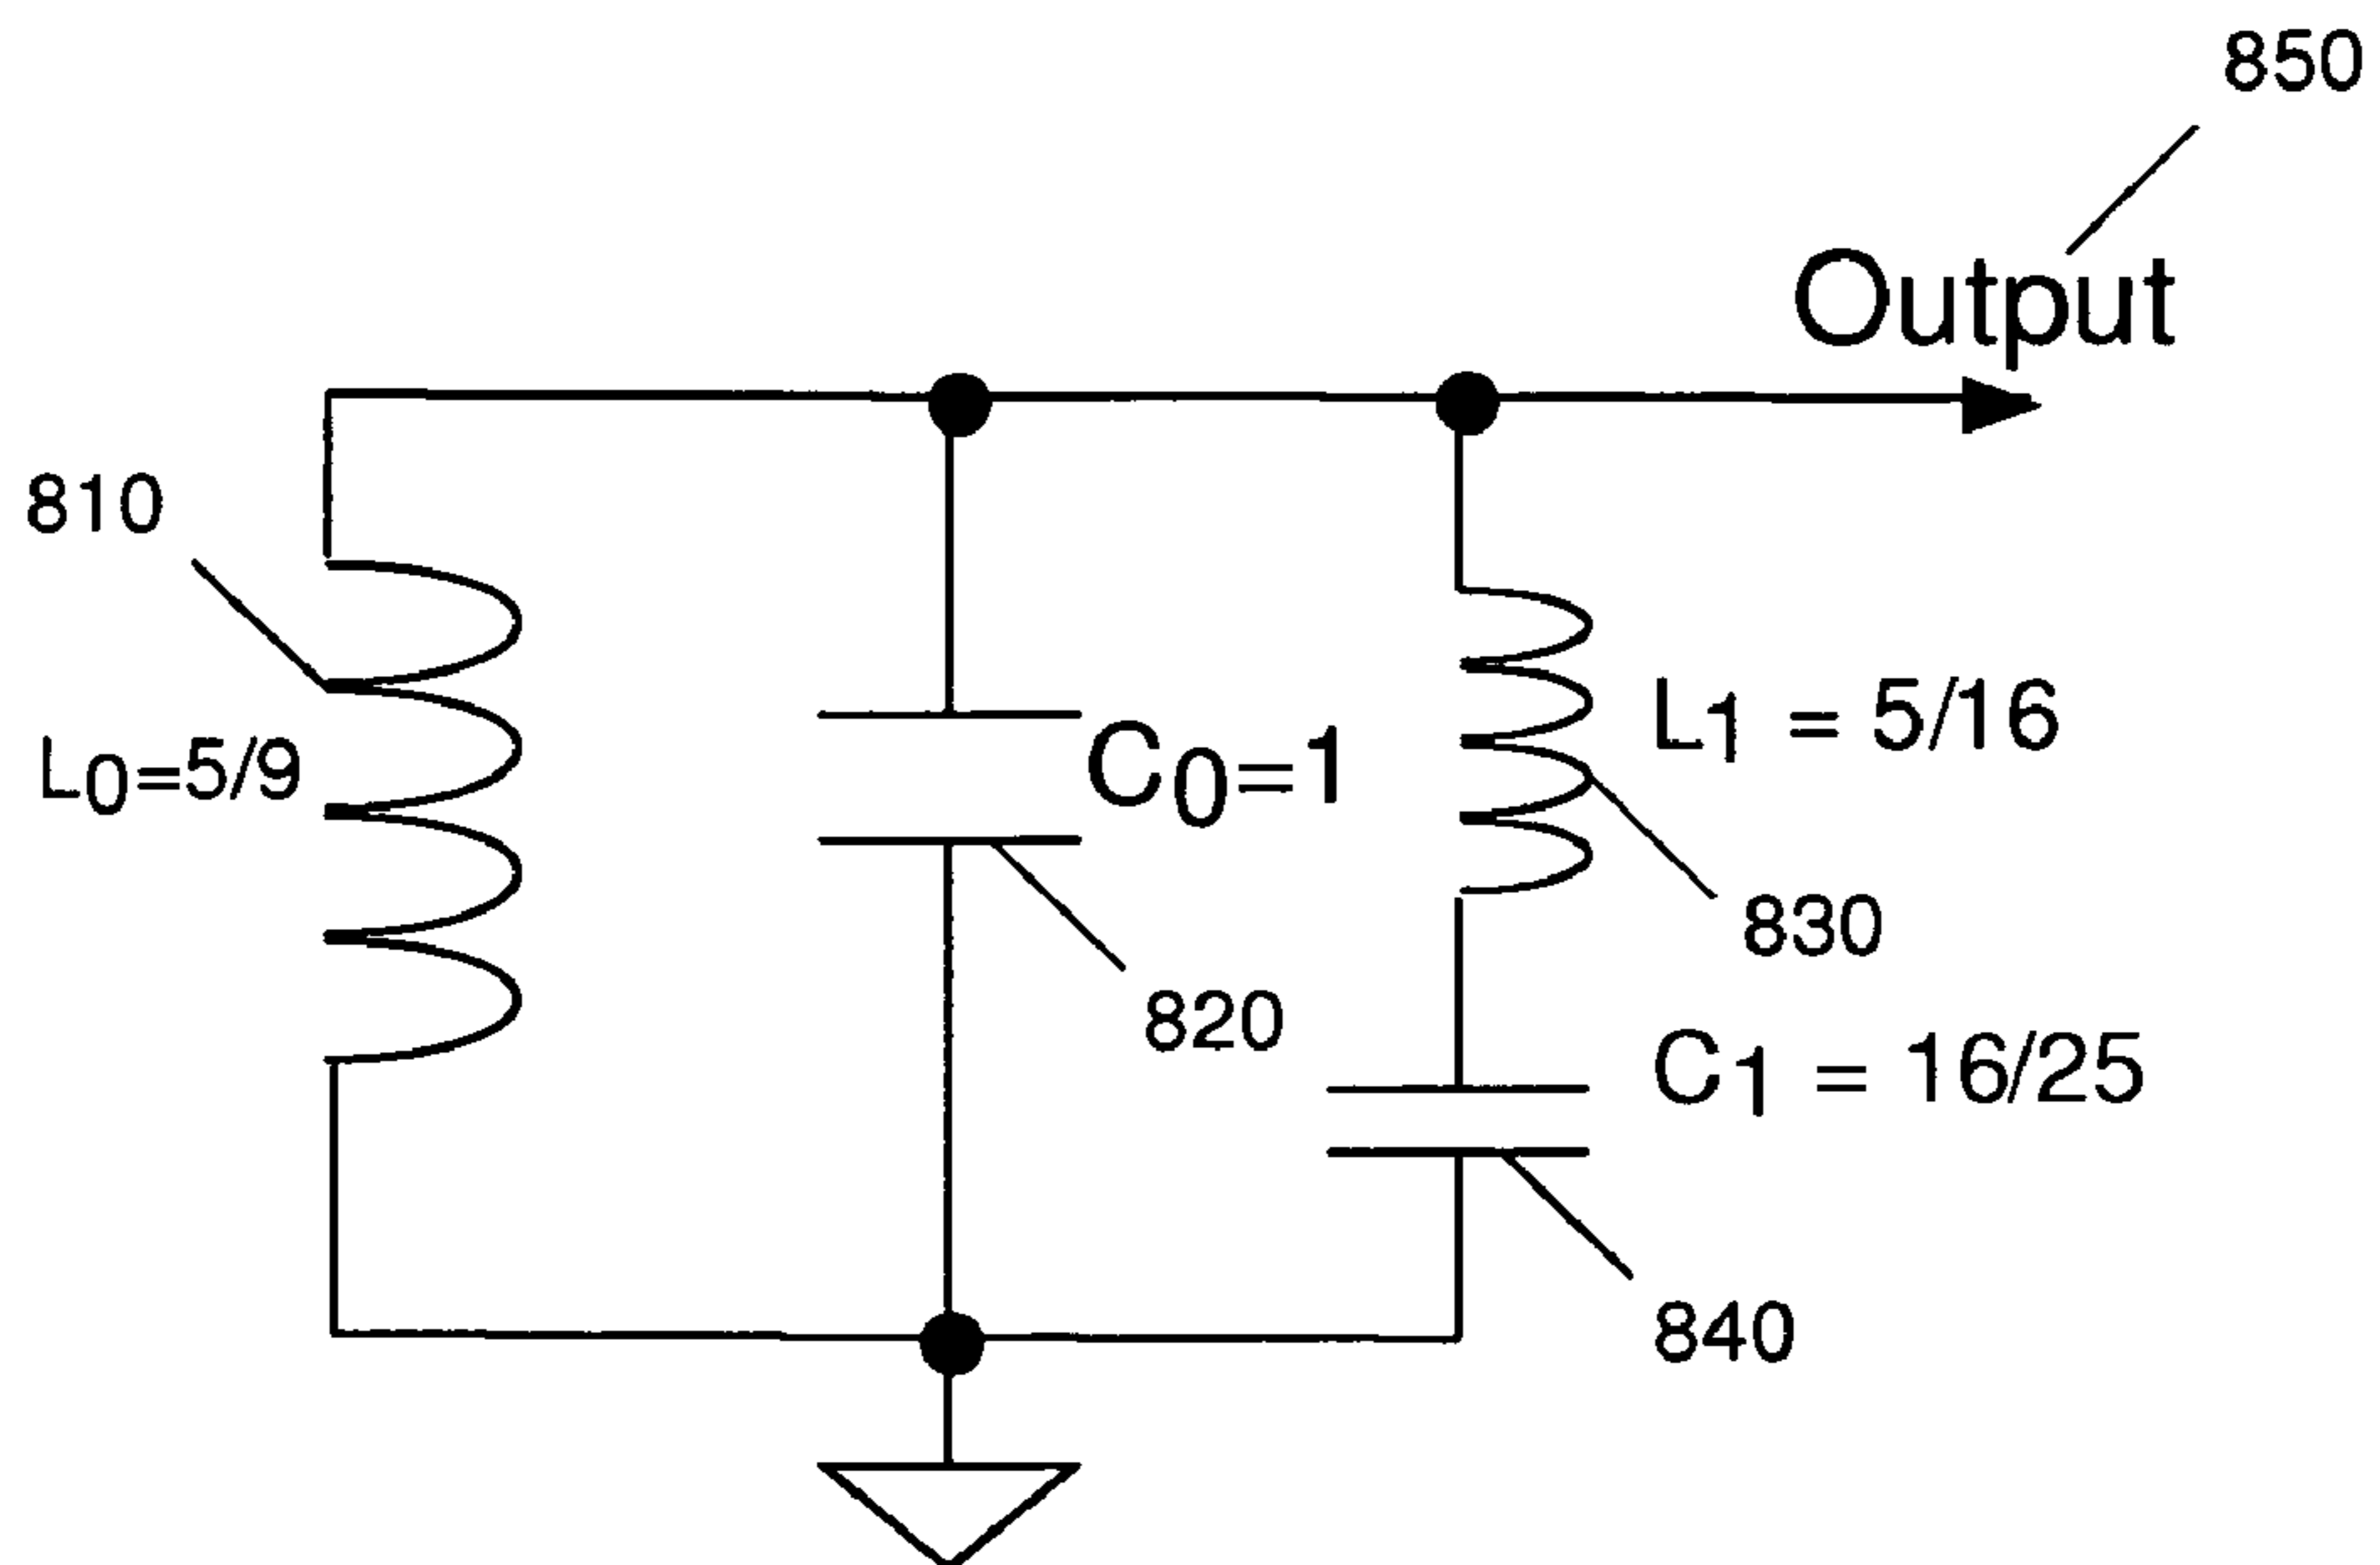 850
Output
810
L0=5/9
C0=1
L1 = 5/16
830
820
C1 = 16/25
840